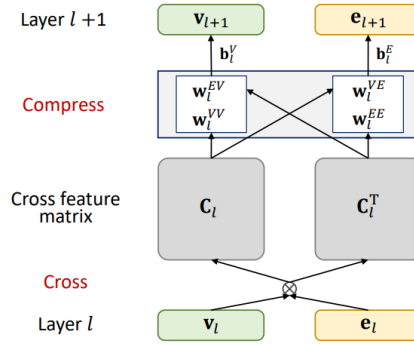 Layer l+1
v_{l+1}
e_{l+1}
b_l^V
b_l^E
Compress
w_l^{EV}
w_l^{VV}
w_l^{VE}
w_l^{EE}
Cross feature
matrix
C_l
C_l^T
Cross
⊗
Layer l
v_l
e_l